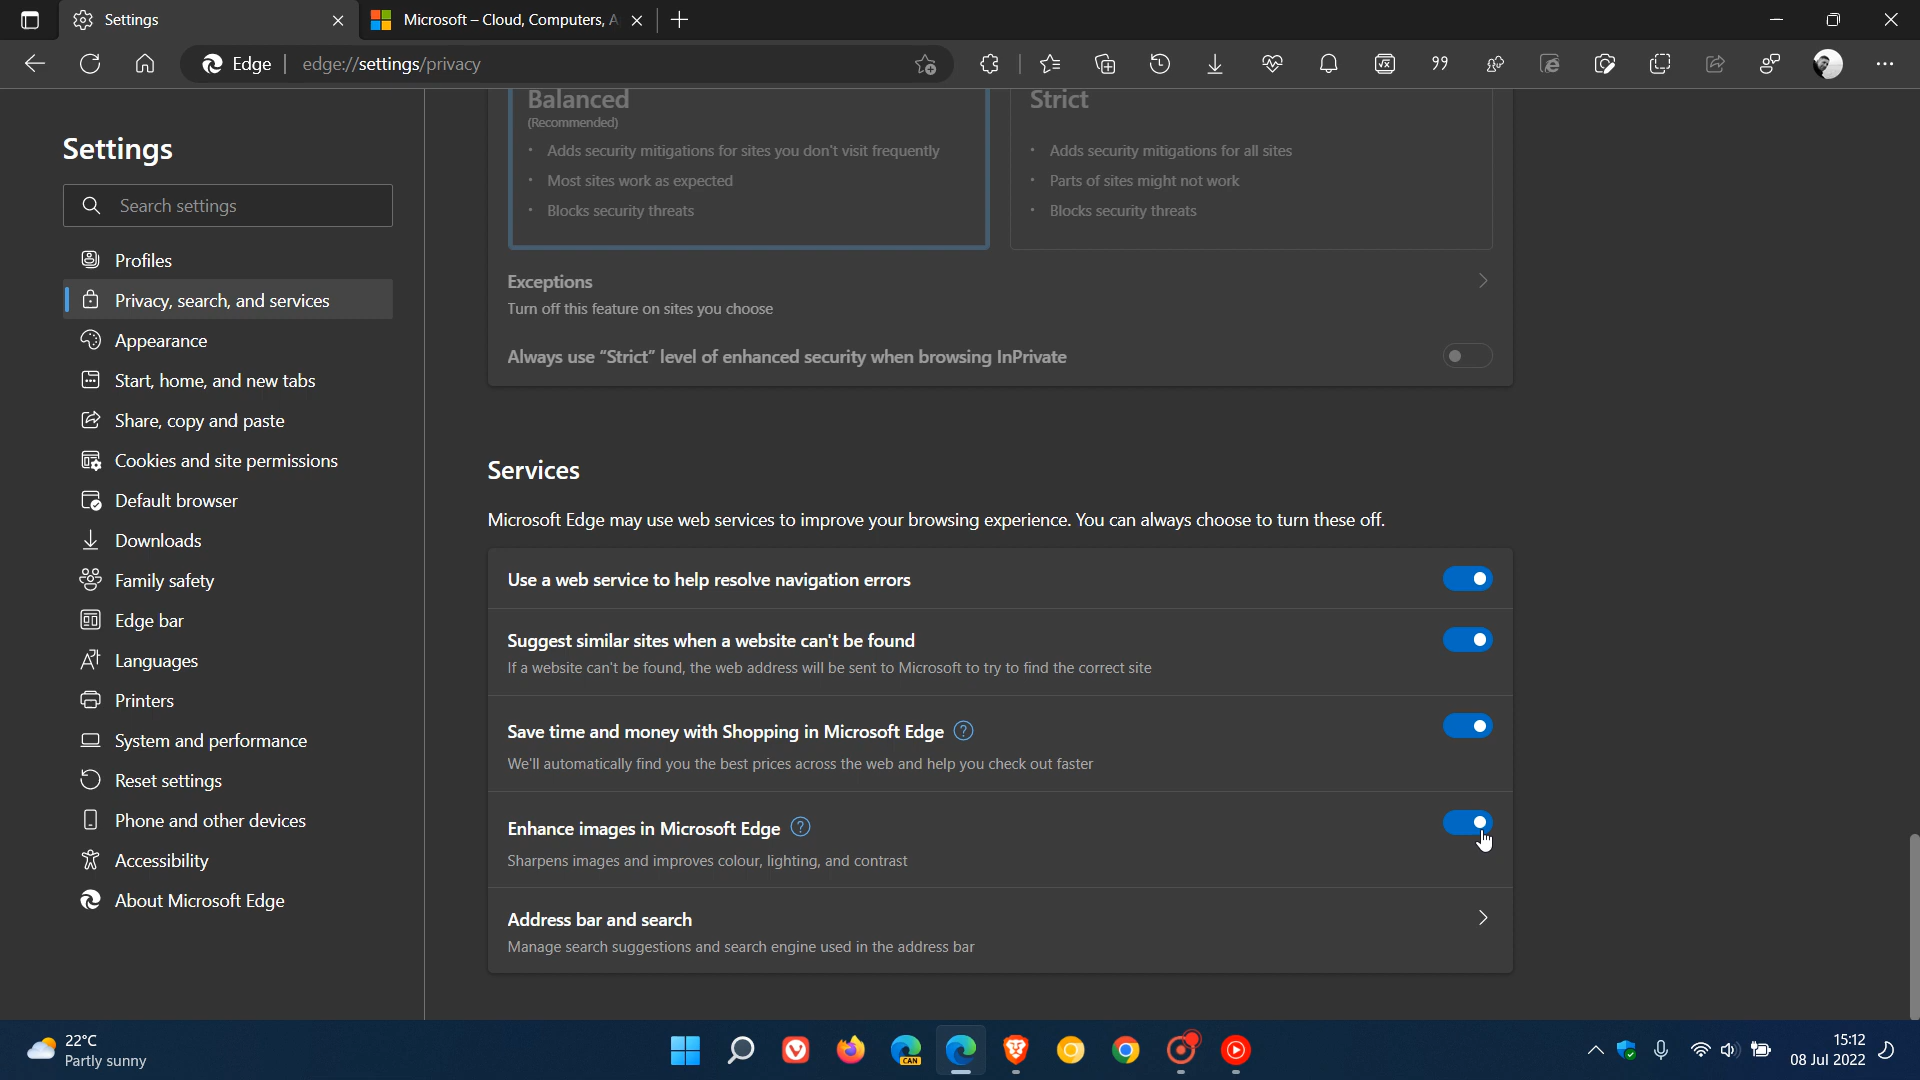 Settings
Microsoft – Cloud, Computers, A
Edge
edge://settings/privacy
Settings
Search settings
Profiles
Privacy, search, and services
Appearance
Start, home, and new tabs
Share, copy and paste
Cookies and site permissions
Default browser
Downloads
Family safety
Edge bar
Languages
Printers
System and performance
Reset settings
Phone and other devices
Accessibility
About Microsoft Edge
Balanced
(Recommended)
• Adds security mitigations for sites you don't visit frequently
• Most sites work as expected
• Blocks security threats
Strict
• Adds security mitigations for all sites
• Parts of sites might not work
• Blocks security threats
Exceptions
Turn off this feature on sites you choose
Always use “Strict” level of enhanced security when browsing InPrivate
Services
Microsoft Edge may use web services to improve your browsing experience. You can always choose to turn these off.
Use a web service to help resolve navigation errors
Suggest similar sites when a website can't be found
If a website can't be found, the web address will be sent to Microsoft to try to find the correct site
Save time and money with Shopping in Microsoft Edge
We'll automatically find you the best prices across the web and help you check out faster
Enhance images in Microsoft Edge
Sharpens images and improves colour, lighting, and contrast
Address bar and search
Manage search suggestions and search engine used in the address bar
22°C
Partly sunny
CAN
15:12
08 Jul 2022